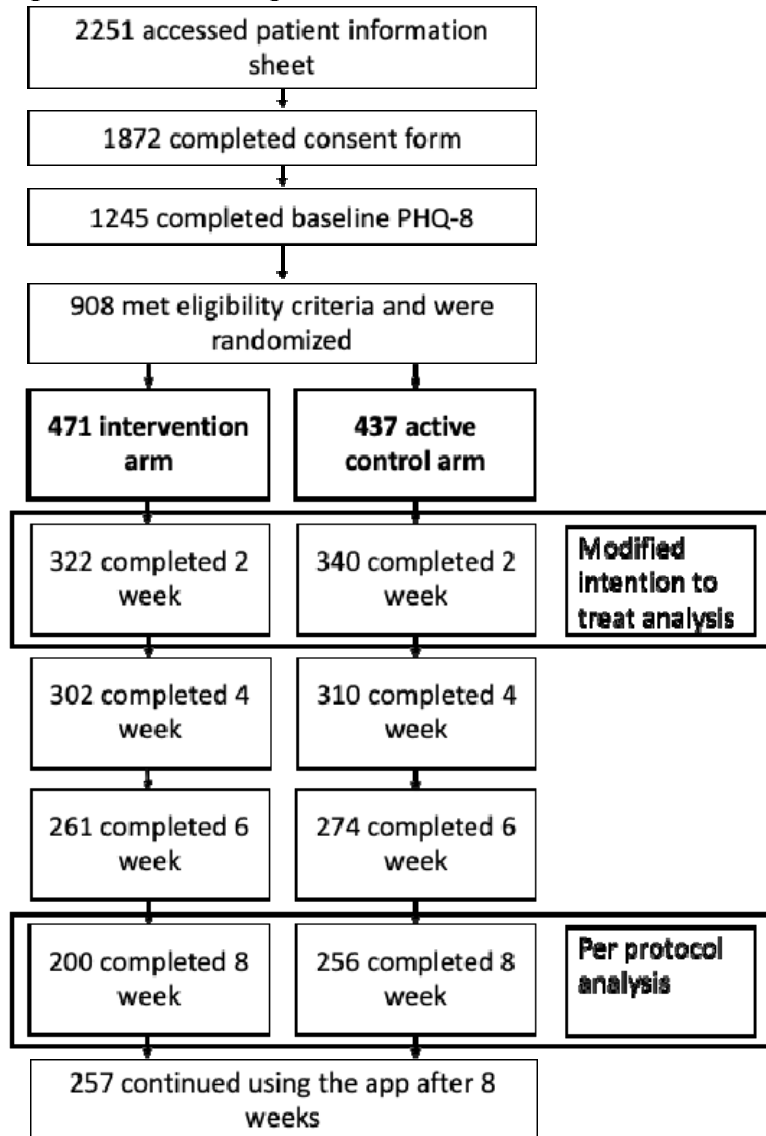 2251 accessed patient information
sheet
1872 completed consent form
1245 completed baseline PHQ-8
908 met eligibility criteria and were
randomized
471 intervention
arm
437 active
control arm
322 completed 2
week
340 completed 2
week
Modified
intention to
treat analysis
302 completed 4
week
310 completed 4
week
261 completed 6
week
274 completed 6
week
200 completed 8
week
256 completed 8
week
Per protocol
analysis
257 continued using the app after 8
weeks